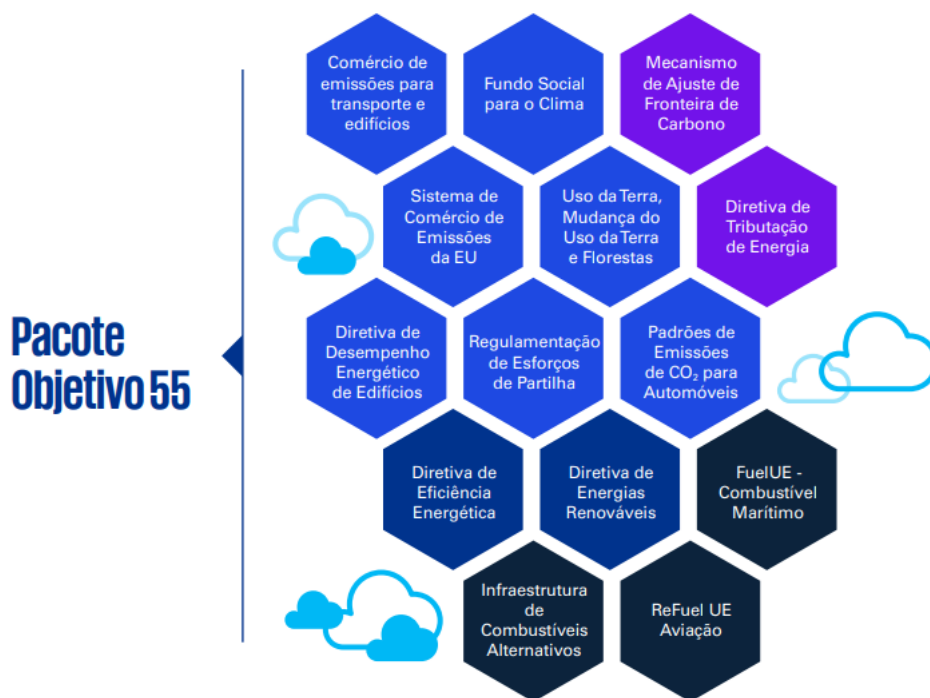 Pacote
Objetivo 55
Comércio de
emissões para
transporte e
edifícios
Fundo Social
para o Clima
Mecanismo
de Ajuste de
Fronteira de
Carbono
Sistema de
Comércio de
Emissões
da EU
Uso da Terra,
Mudança do
Uso da Terra
e Florestas
Diretiva de
Tributação
de Energia
Diretiva de
Desempenho
Energético
de Edifícios
Regulamentação
de Esforços
de Partilha
Padrões de
Emissões
de CO₂ para
Automóveis
Diretiva de
Eficiência
Energética
Diretiva de
Energias
Renováveis
FuelUE -
Combustível
Marítimo
Infraestrutura
de
Combustíveis
Alternativos
ReFuel UE
Aviação